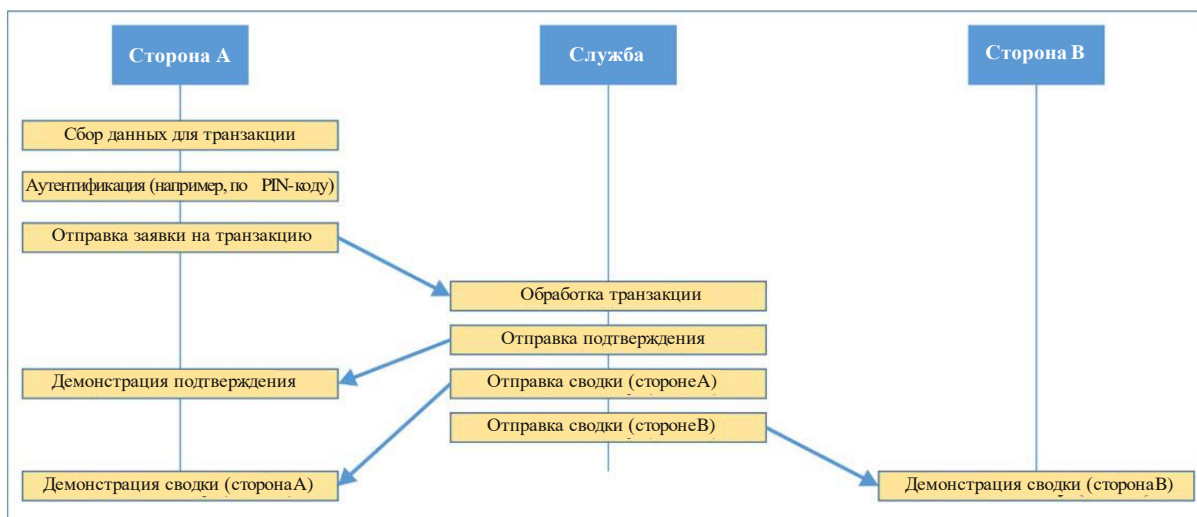 Сторона А
Служба
Сторона В
Сбор данных для транзакции
Аутентификация (например, по PIN-коду)
Отправка заявки на транзакцию
Обработка транзакции
Отправка подтверждения
Демонстрация подтверждения
Отправка сводки (сторонеА)
Отправка сводки (сторонеВ)
Демонстрация сводки (сторонаА)
Демонстрация сводки (сторонаВ)